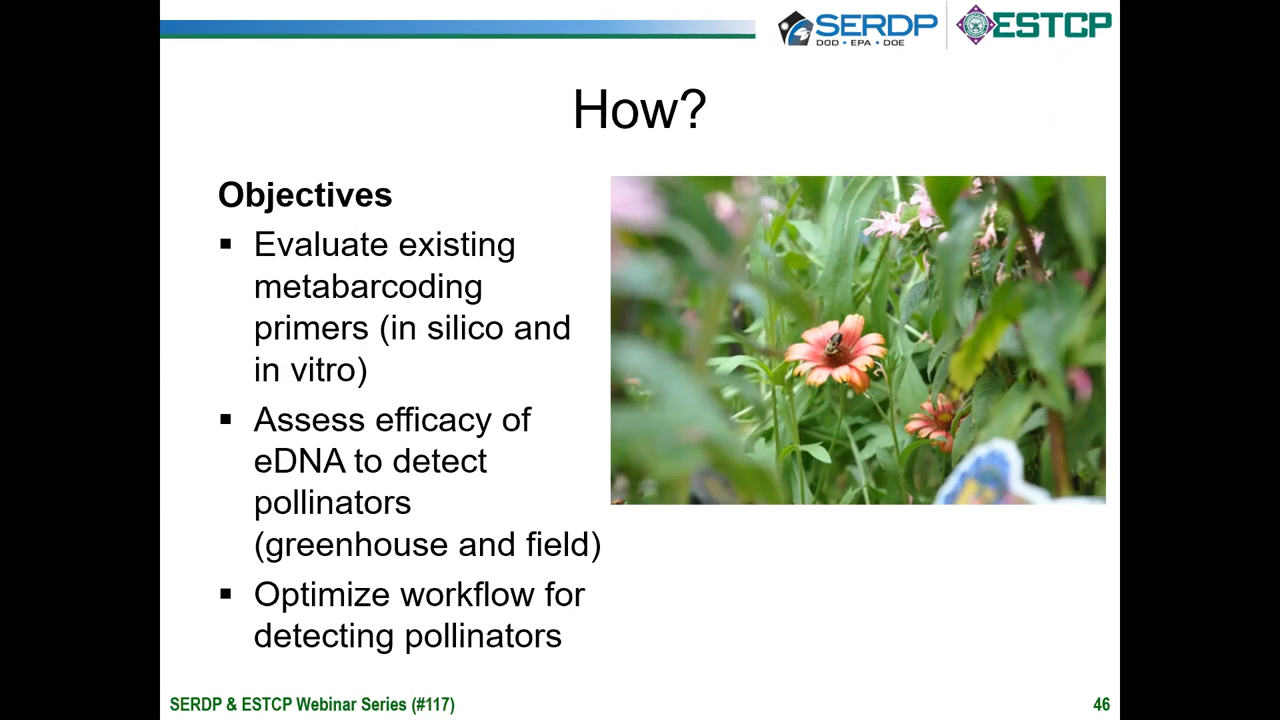 SERDP
DOD • EPA • DOE
ESTCP
How?
Objectives
▪ Evaluate existing
metabarcoding
primers (in silico and
in vitro)
▪ Assess efficacy of
eDNA to detect
pollinators
(greenhouse and field)
▪ Optimize workflow for
detecting pollinators
SERDP & ESTCP Webinar Series (#117)
46